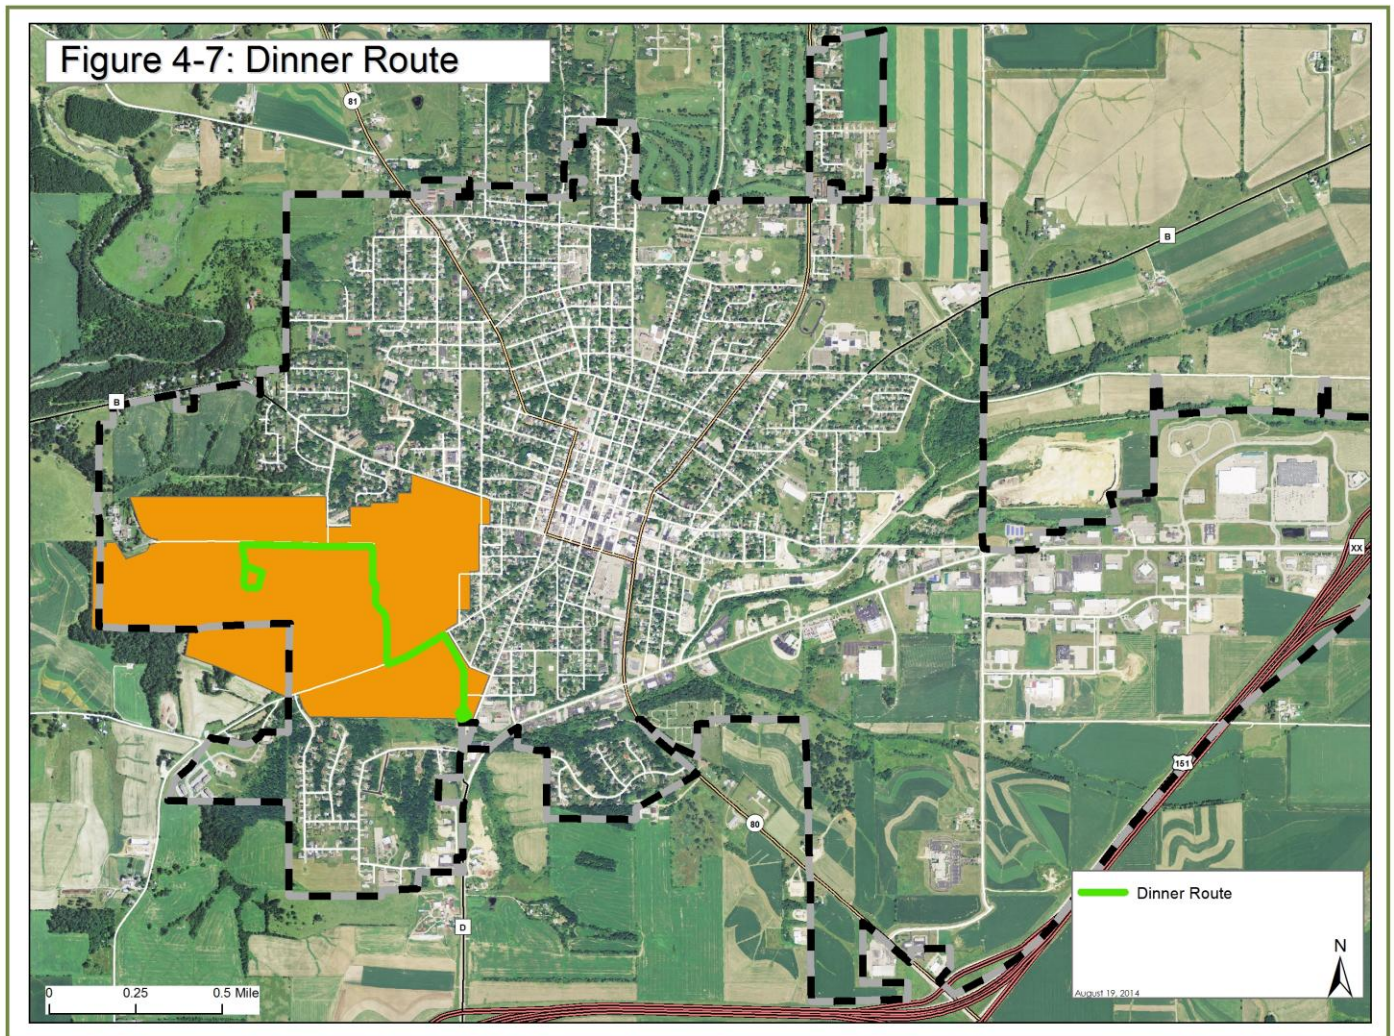 Figure 4-7: Dinner Route
81
B
B
XX
151
80
Dinner Route
D
N
0 0.25 0.5 Mile
August 19, 2014